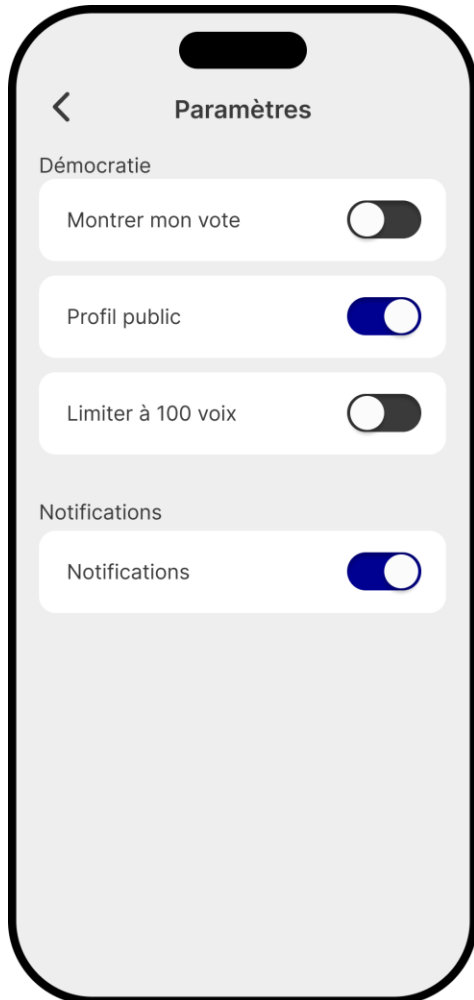 Paramètres
Démocratie
Montrer mon vote
Profil public
Limiter à 100 voix
Notifications
Notifications